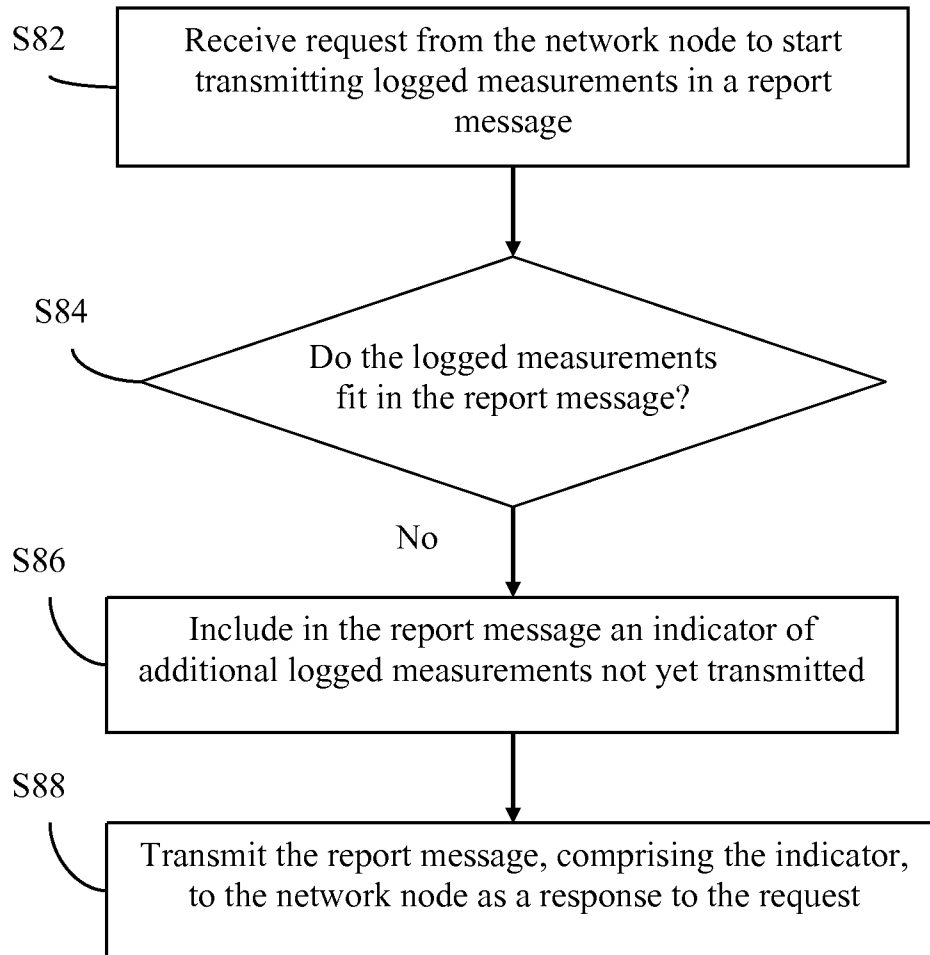 S82
Receive request from the network node to start
transmitting logged measurements in a report
message
S84
Do the logged measurements
fit in the report message?
No
S86
Include in the report message an indicator of
additional logged measurements not yet transmitted
S88
Transmit the report message, comprising the indicator,
to the network node as a response to the request